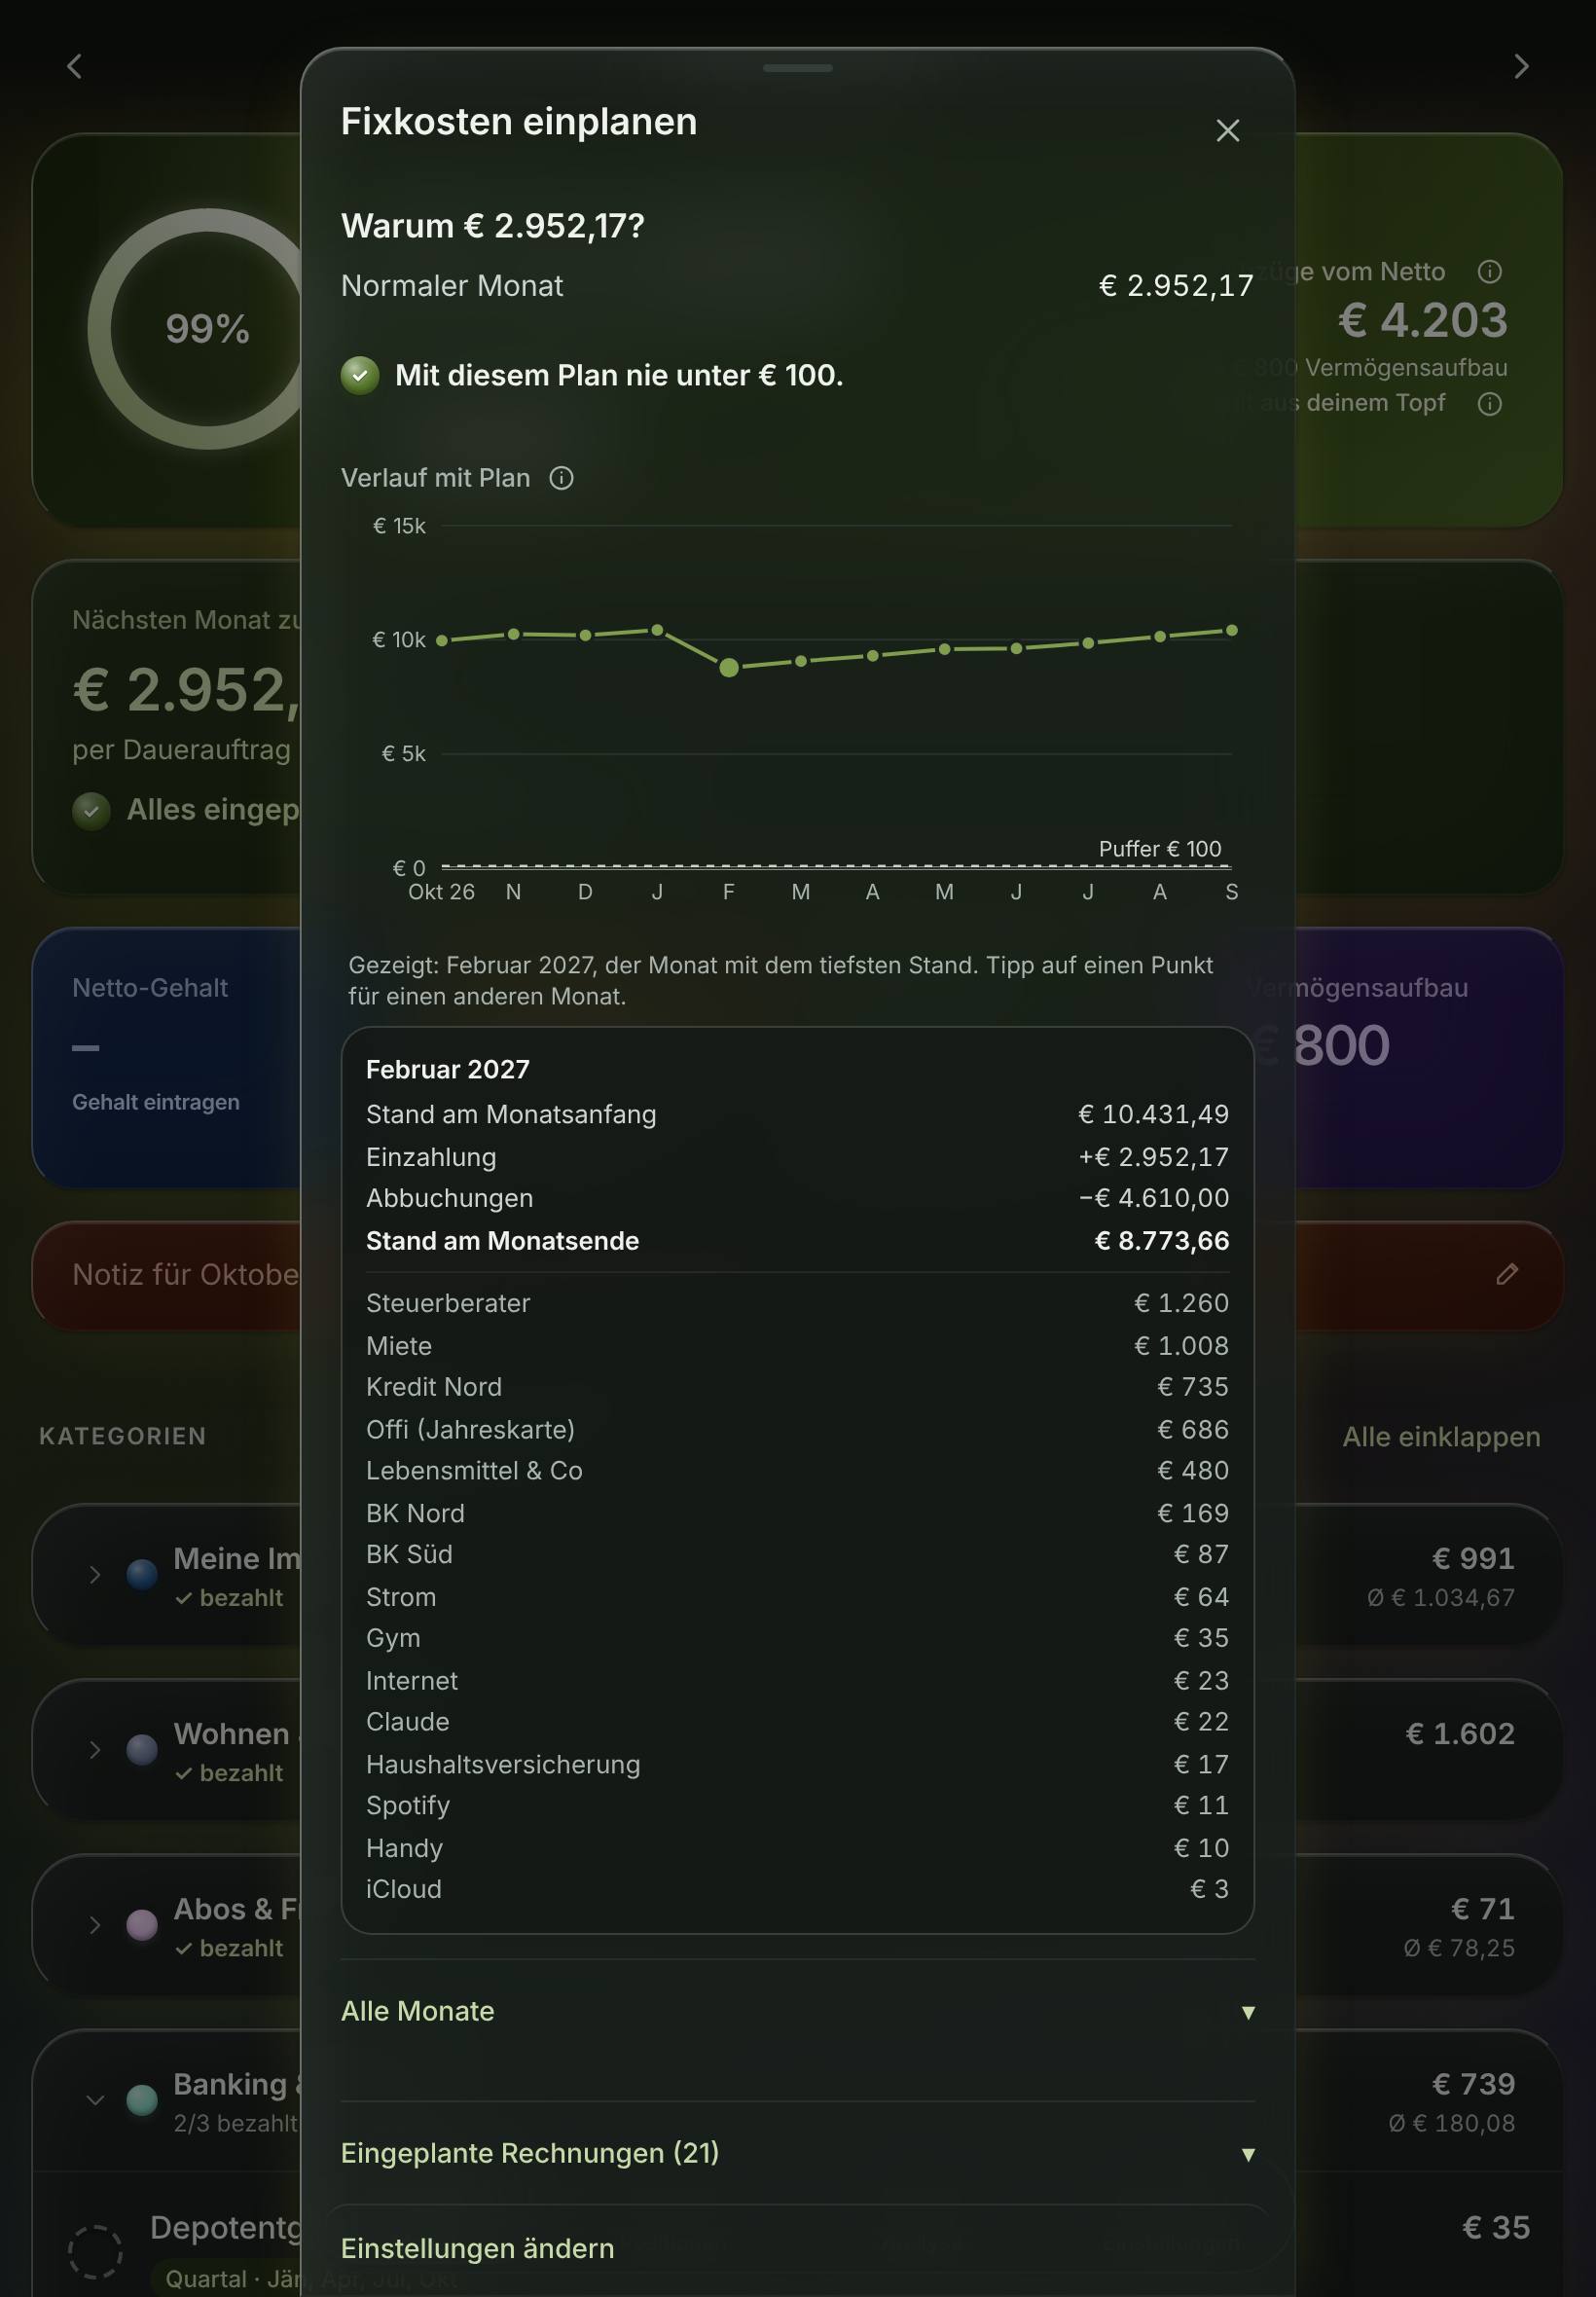 Fixkosten einplanen
Warum € 2.952,17?
Normaler Monat € 2.952,17
Mit diesem Plan nie unter € 100.
Verlauf mit Plan
€ 15k
€ 10k
€ 5k
Puffer € 100
€ 0
Okt 26 N D J F M A M J J A S
Gezeigt: Februar 2027, der Monat mit dem tiefsten Stand. Tipp auf einen Punkt
für einen anderen Monat.
Februar 2027
Stand am Monatsanfang € 10.431,49
Einzahlung +€ 2.952,17
Abbuchungen −€ 4.610,00
Stand am Monatsende € 8.773,66
Steuerberater € 1.260
Miete € 1.008
Kredit Nord € 735
Offi (Jahreskarte) € 686
Lebensmittel & Co € 480
BK Nord € 169
BK Süd € 87
Strom € 64
Gym € 35
Internet € 23
Claude € 22
Haushaltsversicherung € 17
Spotify € 11
Handy € 10
iCloud € 3
Alle Monate ▼
Eingeplante Rechnungen (21) ▼
Einstellungen ändern
99%
vom Netto
€ 4.203
Vermögensaufbau
aus deinem Topf
Nächsten Monat
€ 2.952,
per Dauerauftrag
Alles
Netto-Gehalt
–
Gehalt eintragen
Vermögensaufbau
€ 800
Notiz für
KATEGORIEN
Alle einklappen
Meine
€ 991
✓ bezahlt
Ø € 1.034,67
Wohnen
€ 1.602
✓ bezahlt
Abos &
€ 71
✓ bezahlt
Ø € 78,25
Banking
€ 739
2/3 bezahlt
Ø € 180,08
€ 35
Quartal · Jän, Apr, Jul, Okt